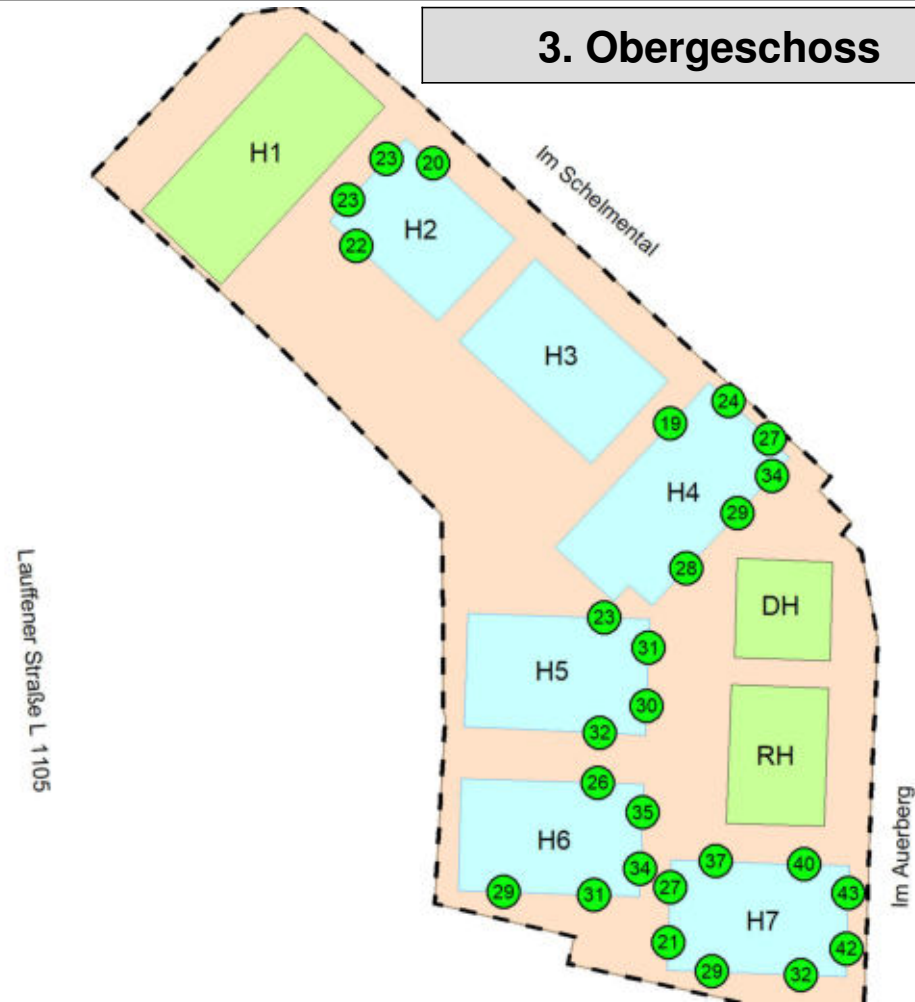 3. Obergeschoss
H1
Im Schelmental
23
20
23
H2
22
H3
24
19
27
34
H4
29
28
DH
23
31
H5
30
32
Lauffener Straße L 1105
RH
26
35
H6
34
29
31
37
40
27
43
H7
21
42
29
32
Im Auerberg